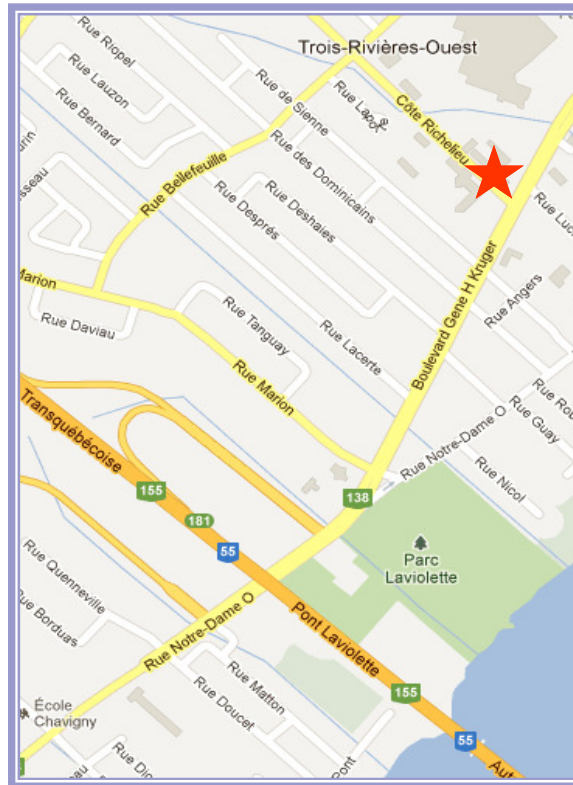 Trois-Rivières-Ouest
Rue Riopel
Rue Lauzon
Rue Bernard
Rue de Sienne
Côte Richelieu
Rue Bellefeuille
Rue des Dominicains
Rue Deshaies
Rue Després
Boulevard Gene H Kruger
Rue Angers
Marion
Rue Daviau
Rue Tanguay
Rue Lacerte
Rue Marion
Rue Guay
Rue Notre-Dame O
Rue Nicol
Transquébécoise
155
138
181
55
Parc
Laviolette
Rue Quenneville
Rue Borduas
Rue Notre-Dame O
Pont Laviolette
Rue Matton
Rue Doucet
155
École
Chavigny
55